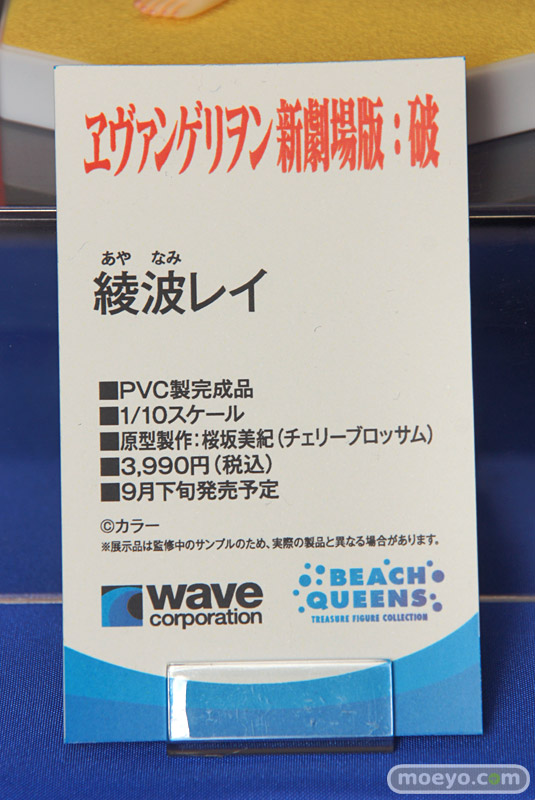 ヱヴァンゲリヲン新劇場版：破
あや なみ
綾波レイ
■PVC製完成品
■1/10スケール
■原型製作：桜坂美紀（チェリーブロッサム）
■3,990円（税込）
■9月下旬発売予定
©カラー
※展示品は監修中のサンプルのため、実際の製品と異なる場合があります。
wave
corporation
BEACH
QUEENS
TREASURE FIGURE COLLECTION
moeyo.com